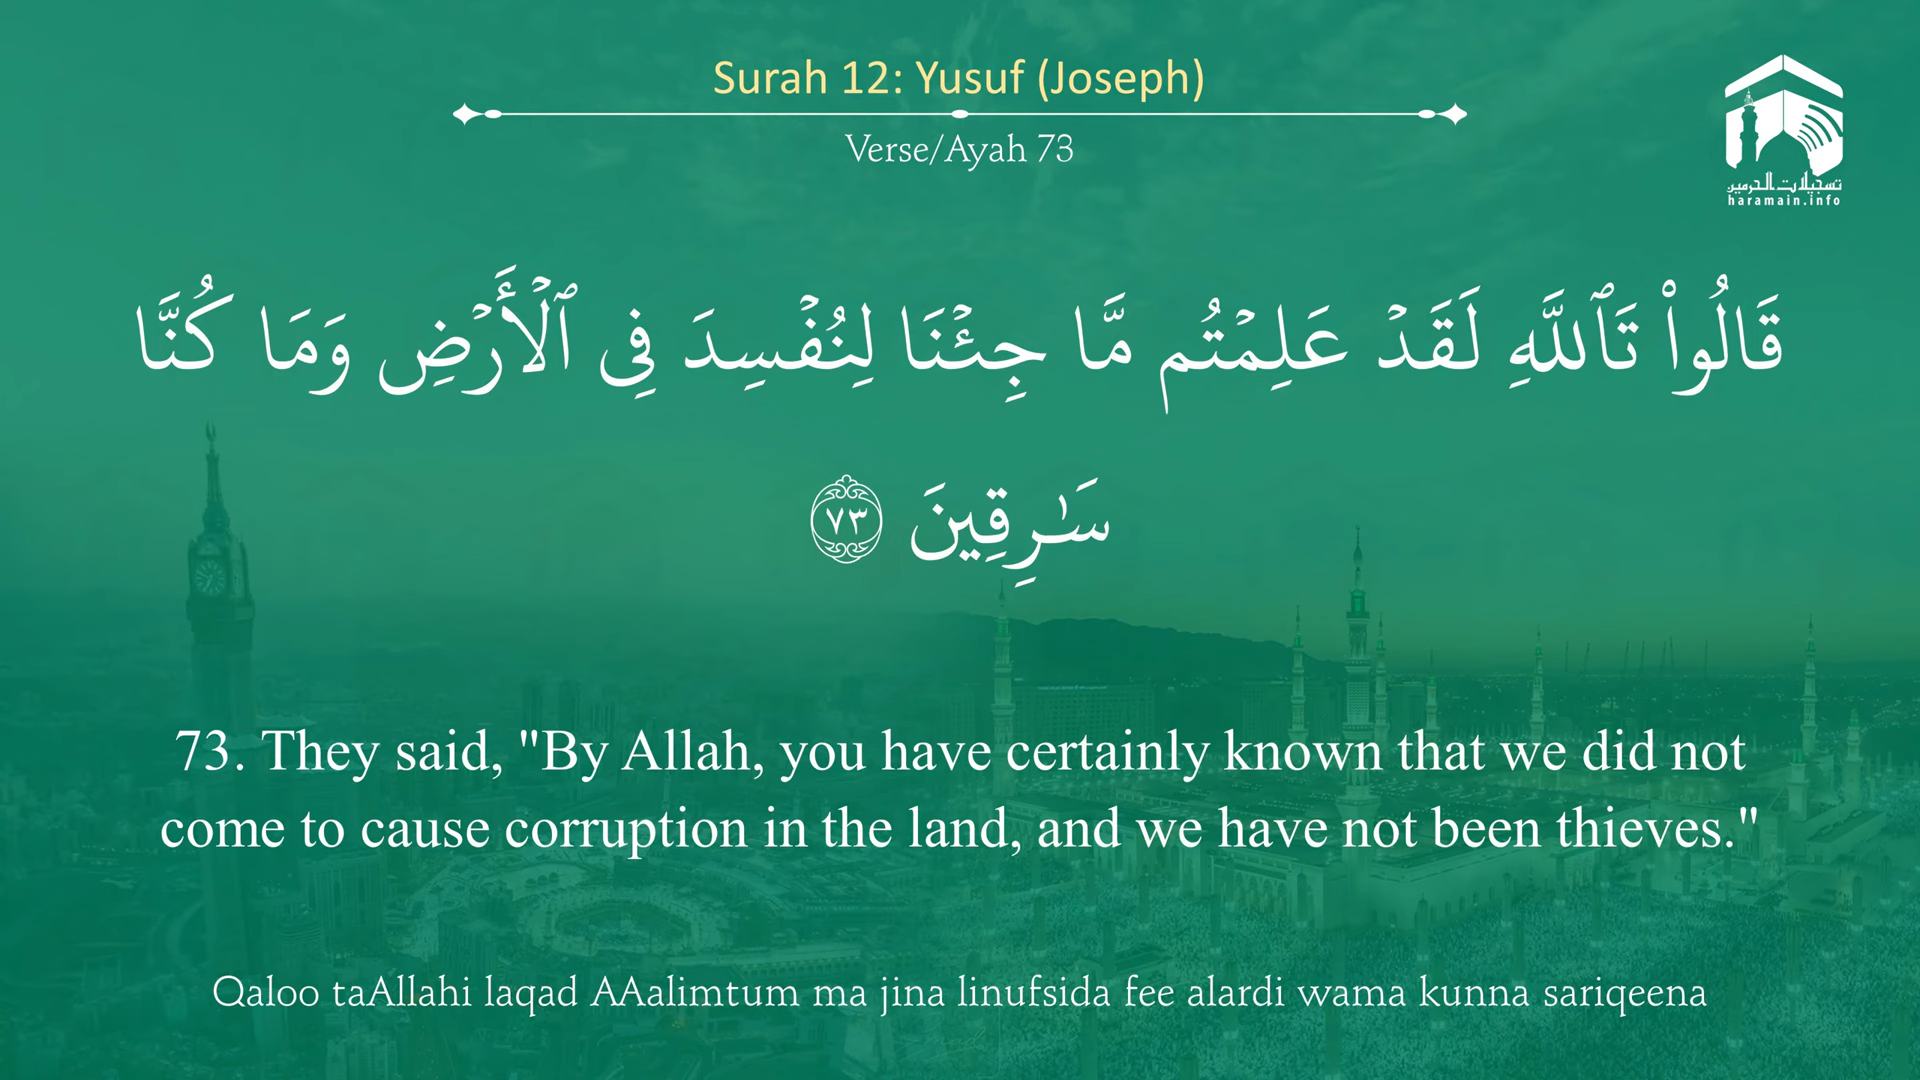 Surah 12: Yusuf (Joseph)
Verse/Ayah 73
تسجيلات الحرمين
haramain.info
قَالُوا۟ تَٱللَّهِ لَقَدْ عَلِمْتُم مَّا جِئْنَا لِنُفْسِدَ فِى ٱلْأَرْضِ وَمَا كُنَّا
سَـٰرِقِينَ ٧٣
73. They said, "By Allah, you have certainly known that we did not
come to cause corruption in the land, and we have not been thieves."
Qaloo taAllahi laqad AAalimtum ma jina linufsida fee alardi wama kunna sariqeena